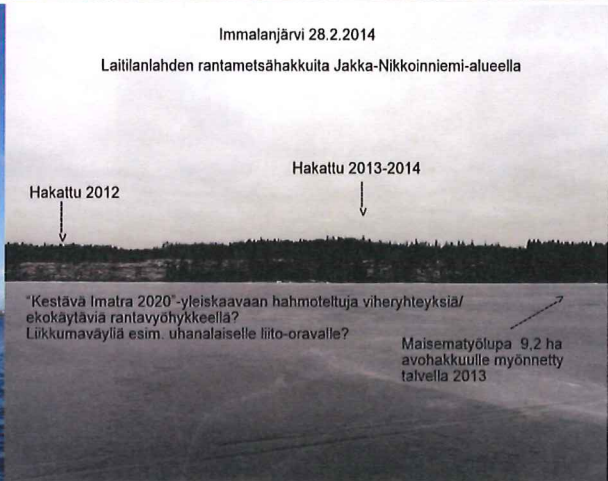 Immalanjärvi 28.2.2014
Laitilanlahden rantametsähakkuita Jakka-Nikkoinniemi-alueella
Hakattu 2013-2014
Hakattu 2012
"Kestävä Imatra 2020"-yleiskaavaan hahmoteltuja viheryhteyksiä/
ekokäytäviä rantavyöhykkeellä?
Liikkumaväyliä esim. uhanalaiselle liito-oravalle?
Maisematyölupa 9,2 ha
avohakkuulle myönnetty
talvella 2013